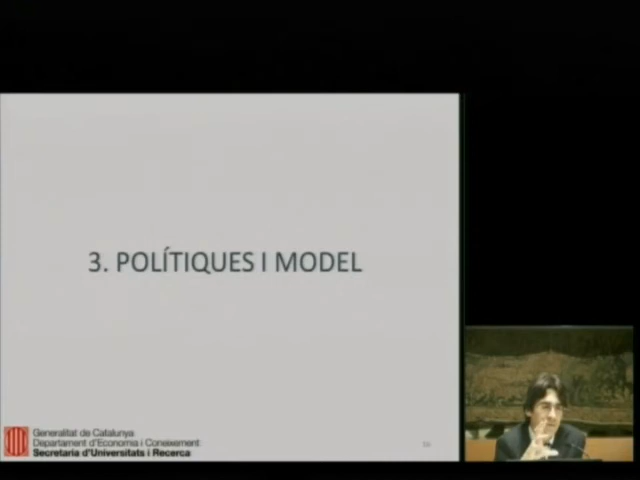 3. POLÍTIQUES I MODEL
Generalitat de Catalunya
Departament d'Economia i Coneixement
Secretaria d'Universitats i Recerca